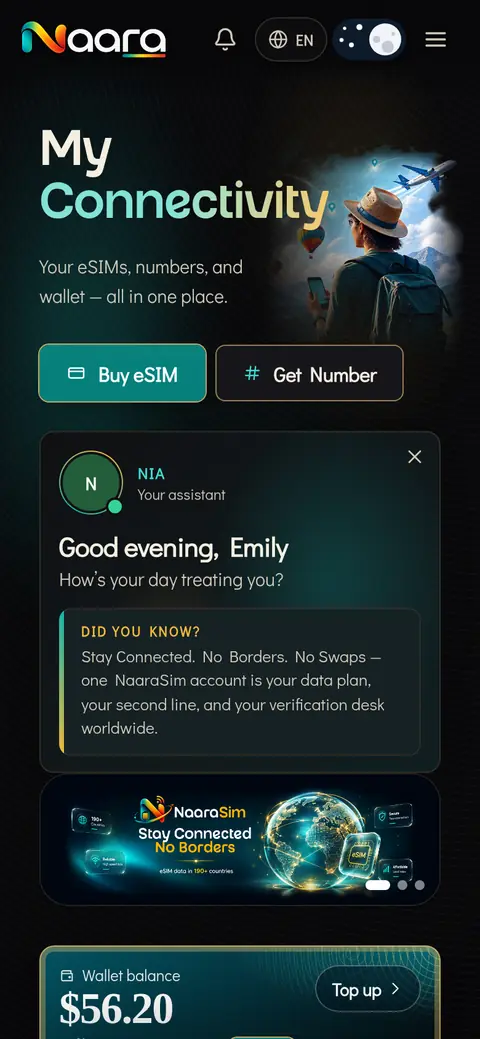 Naara
EN
My
Connectivity
Your eSIMs, numbers, and
wallet — all in one place.
Buy eSIM
# Get Number
N
NIA
Your assistant
Good evening, Emily
How's your day treating you?
DID YOU KNOW?
Stay Connected. No Borders. No Swaps —
one NaaraSim account is your data plan,
your second line, and your verification desk
worldwide.
190+
NaaraSim
Stay Connected
No Borders
eSIM data in 190+ countries
Secure
Reliable
eSIM
Wallet balance
$56.20
Top up